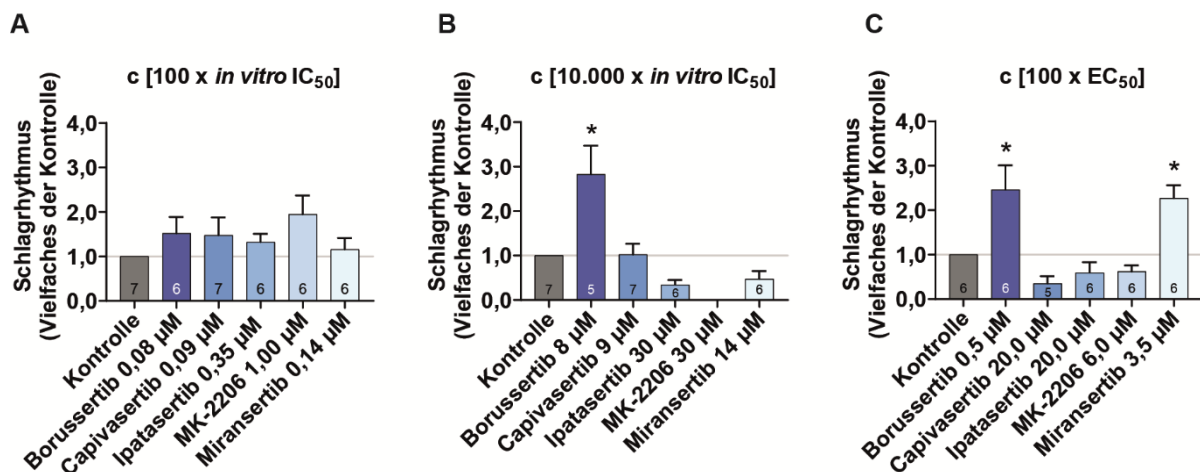 A
c [100 x in vitro IC50]
Schlagrhythmus
(Vielfaches der Kontrolle)
4,0
3,0
2,0
1,0
0,0
7
6
7
6
6
6
Kontrolle
Borussertib 0,08 µM
Capivasertib 0,09 µM
Ipatasertib 0,35 µM
MK-2206 1,00 µM
Miransertib 0,14 µM
B
c [10.000 x in vitro IC50]
Schlagrhythmus
(Vielfaches der Kontrolle)
4,0
3,0
2,0
1,0
0,0
*
7
5
7
6
6
Kontrolle
Borussertib 8 µM
Capivasertib 9 µM
Ipatasertib 30 µM
MK-2206 30 µM
Miransertib 14 µM
C
c [100 x EC50]
Schlagrhythmus
(Vielfaches der Kontrolle)
4,0
3,0
2,0
1,0
0,0
*
*
6
6
5
6
6
6
Kontrolle
Borussertib 0,5 µM
Capivasertib 20,0 µM
Ipatasertib 20,0 µM
MK-2206 6,0 µM
Miransertib 3,5 µM